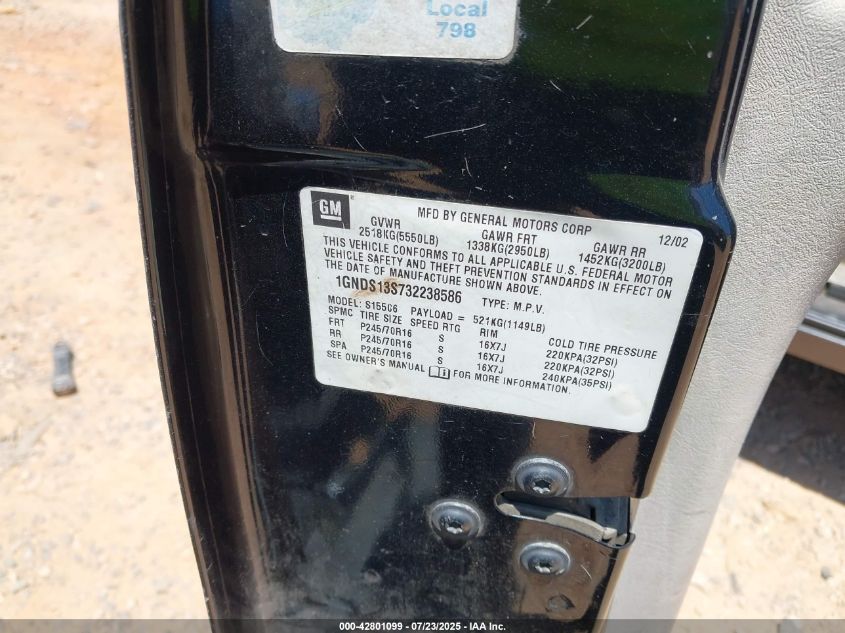 Local
798
GM
MFD BY GENERAL MOTORS CORP 12/02
GVWR GAWR FRT GAWR RR
2518KG(5550LB) 1338KG(2950LB) 1452KG(3200LB)
THIS VEHICLE CONFORMS TO ALL APPLICABLE U.S. FEDERAL MOTOR
VEHICLE SAFETY AND THEFT PREVENTION STANDARDS IN EFFECT ON
THE DATE OF MANUFACTURE SHOWN ABOVE.
1GNDS13S732238586 TYPE: M.P.V.
MODEL: S15506 PAYLOAD = 521KG(1149LB)
SPMC TIRE SIZE SPEED RTG RIM COLD TIRE PRESSURE
FRT P245/70R16 S 16X7J 220KPA(32PSI)
RR P245/70R16 S 16X7J 220KPA(32PSI)
SPA P245/70R16 S 16X7J 240KPA(35PSI)
SEE OWNER'S MANUAL FOR MORE INFORMATION.
000-42801099 / 07/23/2025 - IAA Inc.